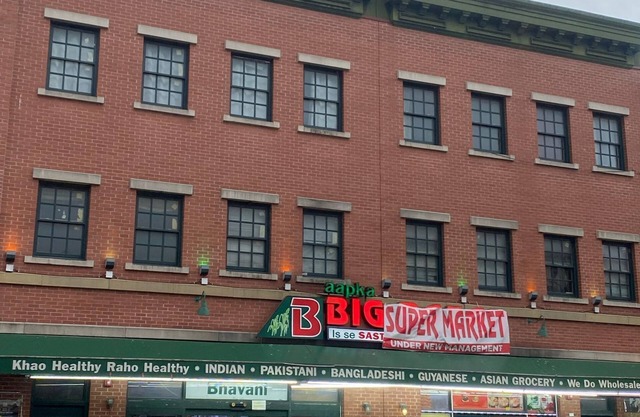 aapka
B BIG
Is se SAST
SUPER MARKET
UNDER NEW MANAGEMENT
Khao Healthy Raho Healthy • INDIAN • PAKISTANI • BANGLADESHI • GUYANESE • ASIAN GROCERY • We Do Wholesale
Bhavani